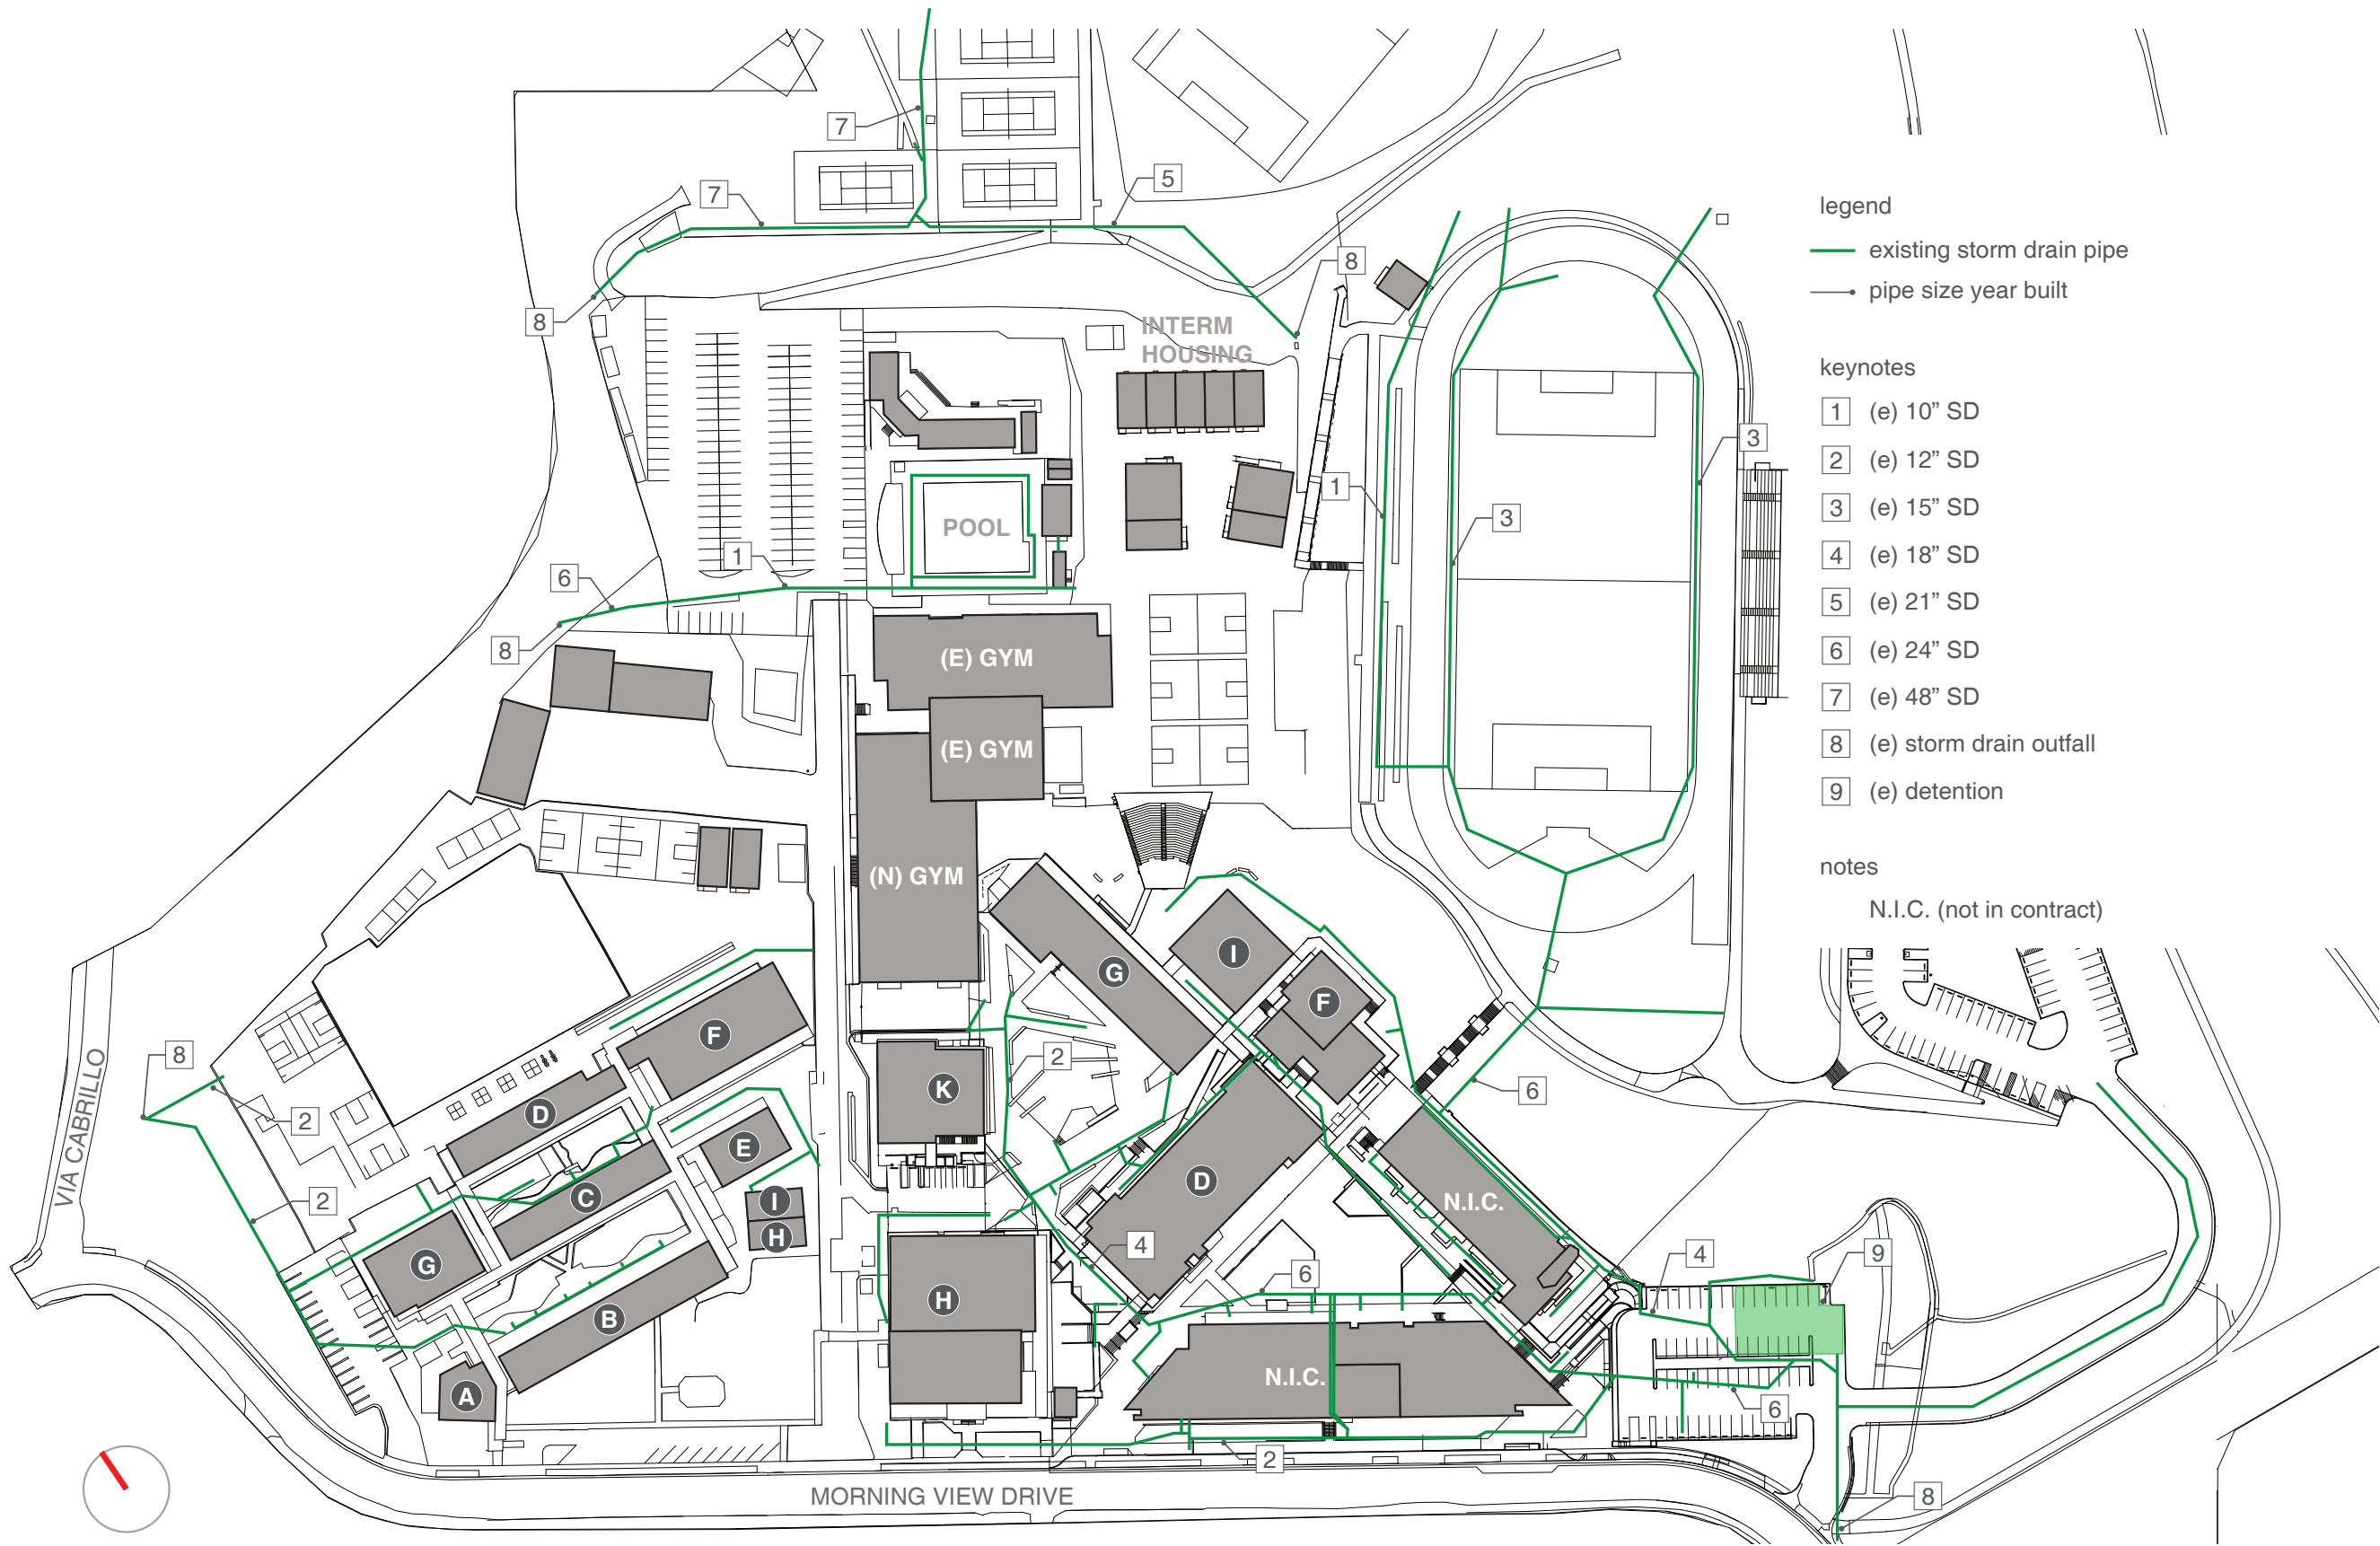 7
7
5
8
8
INTERM
HOUSING
1
3
3
POOL
1
6
8
(E) GYM
(E) GYM
(N) GYM
I
G
F
F
K
2
8
2
D
E
C
I
H
G
B
A
2
VIA CABRILLO
D
N.I.C.
6
4
6
H
N.I.C.
4
9
6
2
8
MORNING VIEW DRIVE
legend
existing storm drain pipe
pipe size year built
keynotes
1 (e) 10” SD
2 (e) 12” SD
3 (e) 15” SD
4 (e) 18” SD
5 (e) 21” SD
6 (e) 24” SD
7 (e) 48” SD
8 (e) storm drain outfall
9 (e) detention
notes
N.I.C. (not in contract)